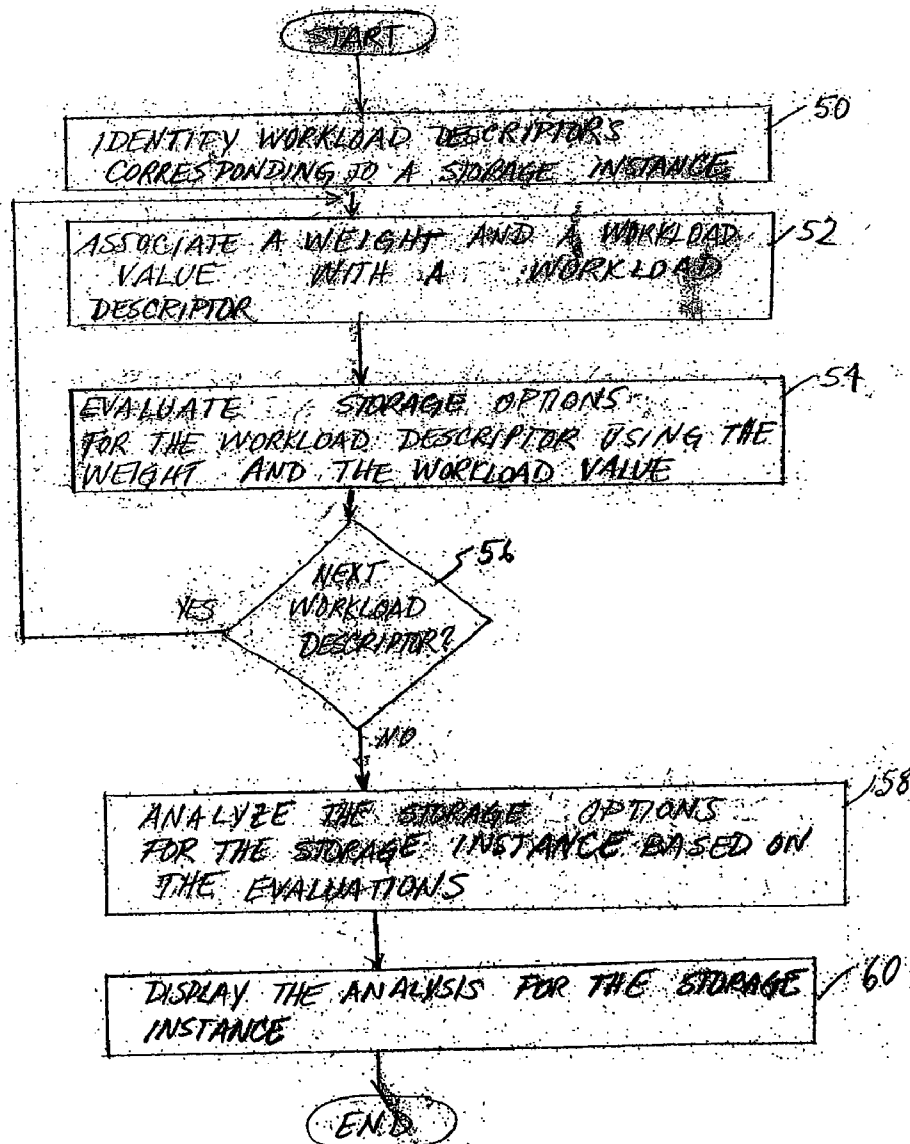 START
50
IDENTIFY WORKLOAD DESCRIPTORS
CORRESPONDING TO A STORAGE INSTANCE
52
ASSOCIATE A WEIGHT AND A WORKLOAD
VALUE WITH A WORKLOAD
DESCRIPTOR
54
EVALUATE STORAGE OPTIONS
FOR THE WORKLOAD DESCRIPTOR USING THE
WEIGHT AND THE WORKLOAD VALUE
56
NEXT
WORKLOAD
DESCRIPTOR?
YES
NO
58
ANALYZE THE STORAGE OPTIONS
FOR THE STORAGE INSTANCE BASED ON
THE EVALUATIONS
60
DISPLAY THE ANALYSIS FOR THE STORAGE
INSTANCE
END